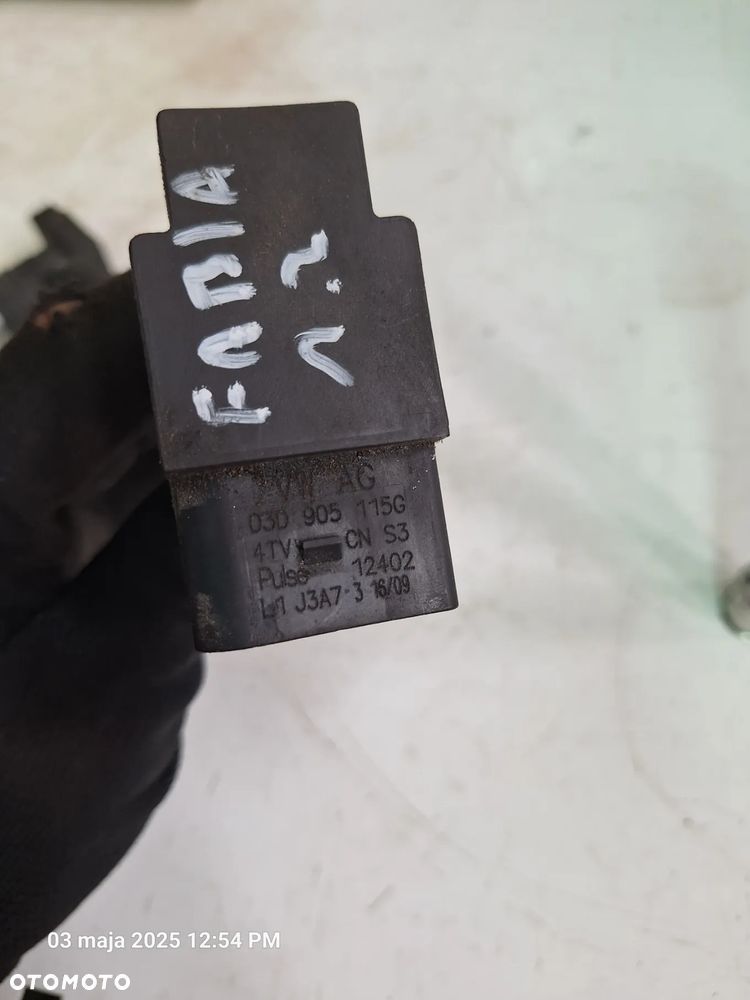 FABIA
1.2
VW AG
03D 905 115G
4TV CN S3
Pulse 12402
L1 J3A7-3 16/09
03 maja 2025 12:54 PM
OTOMOTO